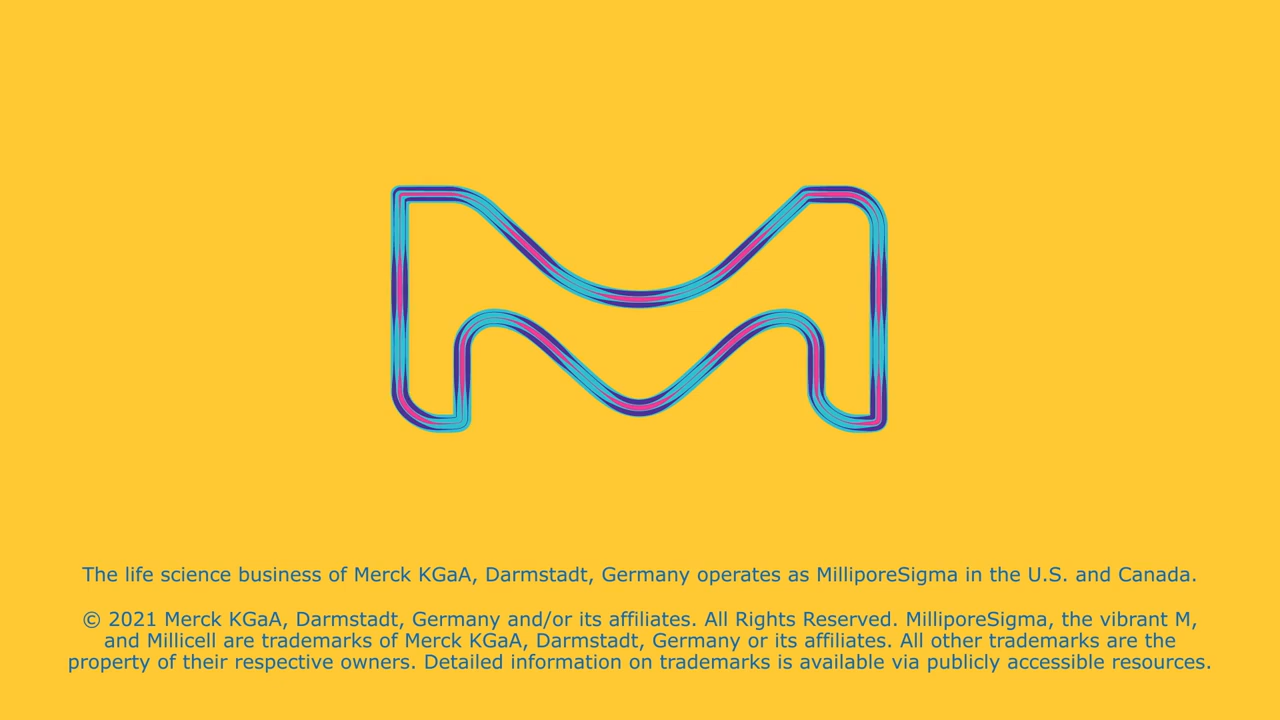 The life science business of Merck KGaA, Darmstadt, Germany operates as MilliporeSigma in the U.S. and Canada.
© 2021 Merck KGaA, Darmstadt, Germany and/or its affiliates. All Rights Reserved. MilliporeSigma, the vibrant M,
and Millicell are trademarks of Merck KGaA, Darmstadt, Germany or its affiliates. All other trademarks are the
property of their respective owners. Detailed information on trademarks is available via publicly accessible resources.